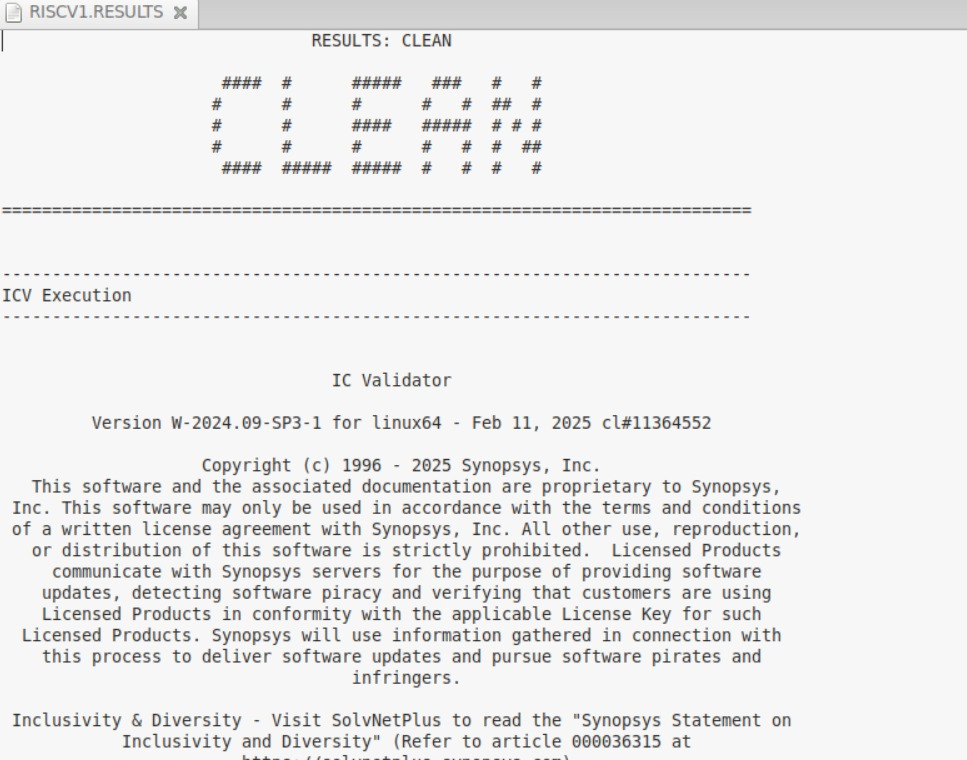 RISCV1.RESULTS
RESULTS: CLEAN
 ####  #      #####   ###   #   #
#      #      #      #   #  ##  #
#      #      ####   #####  # # #
#      #      #      #   #  #  ##
 ####  #####  #####  #   #  #   #
===========================================================================
---------------------------------------------------------------------------
ICV Execution
---------------------------------------------------------------------------
IC Validator
Version W-2024.09-SP3-1 for linux64 - Feb 11, 2025 cl#11364552
Copyright (c) 1996 - 2025 Synopsys, Inc.
This software and the associated documentation are proprietary to Synopsys,
Inc. This software may only be used in accordance with the terms and conditions
of a written license agreement with Synopsys, Inc. All other use, reproduction,
or distribution of this software is strictly prohibited.  Licensed Products
communicate with Synopsys servers for the purpose of providing software
updates, detecting software piracy and verifying that customers are using
Licensed Products in conformity with the applicable License Key for such
Licensed Products. Synopsys will use information gathered in connection with
this process to deliver software updates and pursue software pirates and
infringers.
Inclusivity & Diversity - Visit SolvNetPlus to read the "Synopsys Statement on
Inclusivity and Diversity" (Refer to article 000036315 at